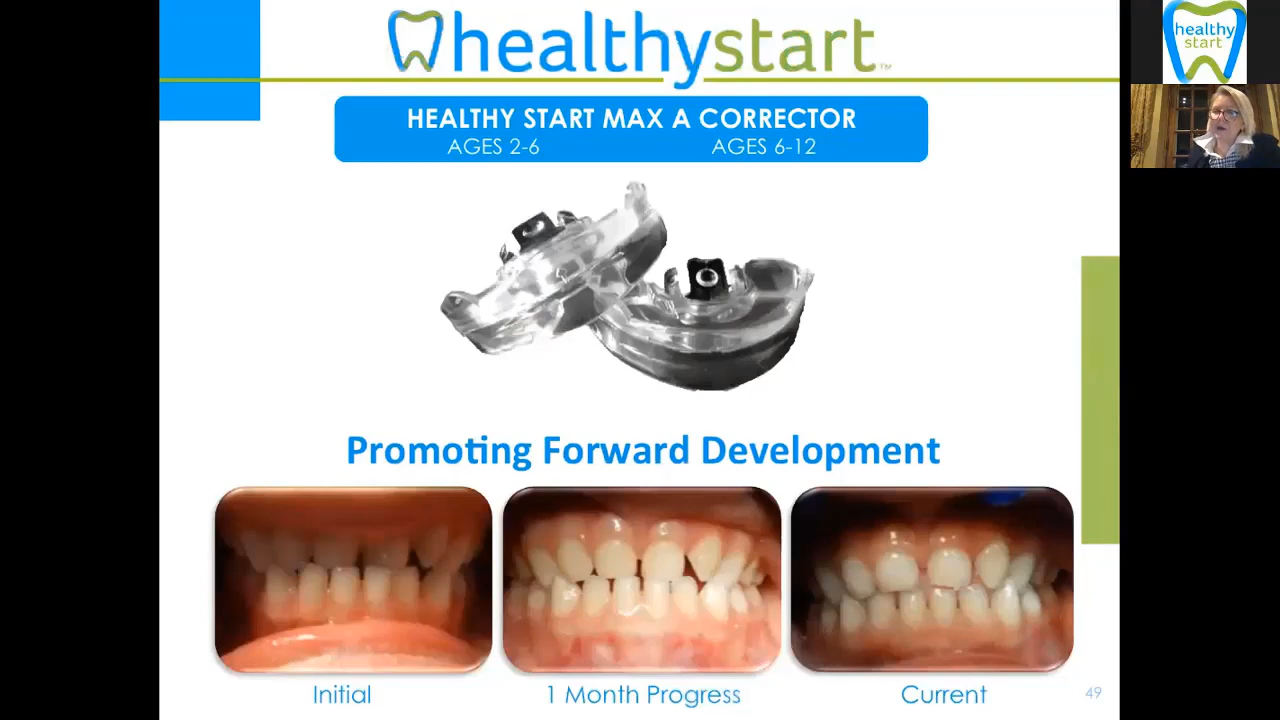 healthystart™
HEALTHY START MAX A CORRECTOR
AGES 2-6 AGES 6-12
Promoting Forward Development
Initial 1 Month Progress Current
49
healthy
start